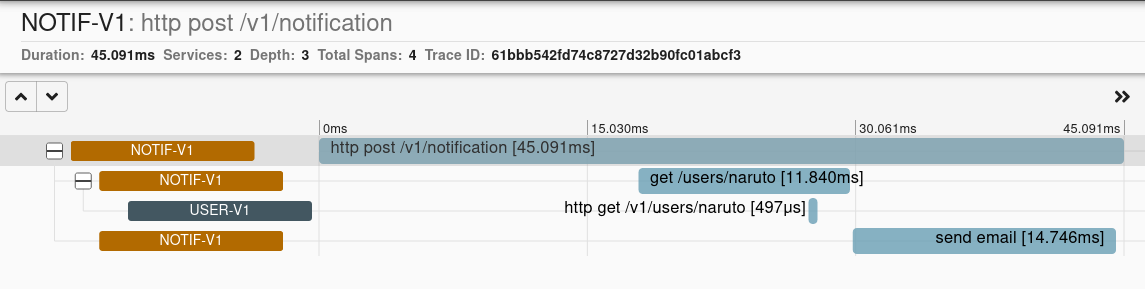 NOTIF-V1: http post /v1/notification
Duration: 45.091ms Services: 2 Depth: 3 Total Spans: 4 Trace ID: 61bbb542fd74c8727d32b90fc01abcf3
0ms 15.030ms 30.061ms 45.091ms
NOTIF-V1 http post /v1/notification [45.091ms]
NOTIF-V1 get /users/naruto [11.840ms]
USER-V1 http get /v1/users/naruto [497μs]
NOTIF-V1 send email [14.746ms]